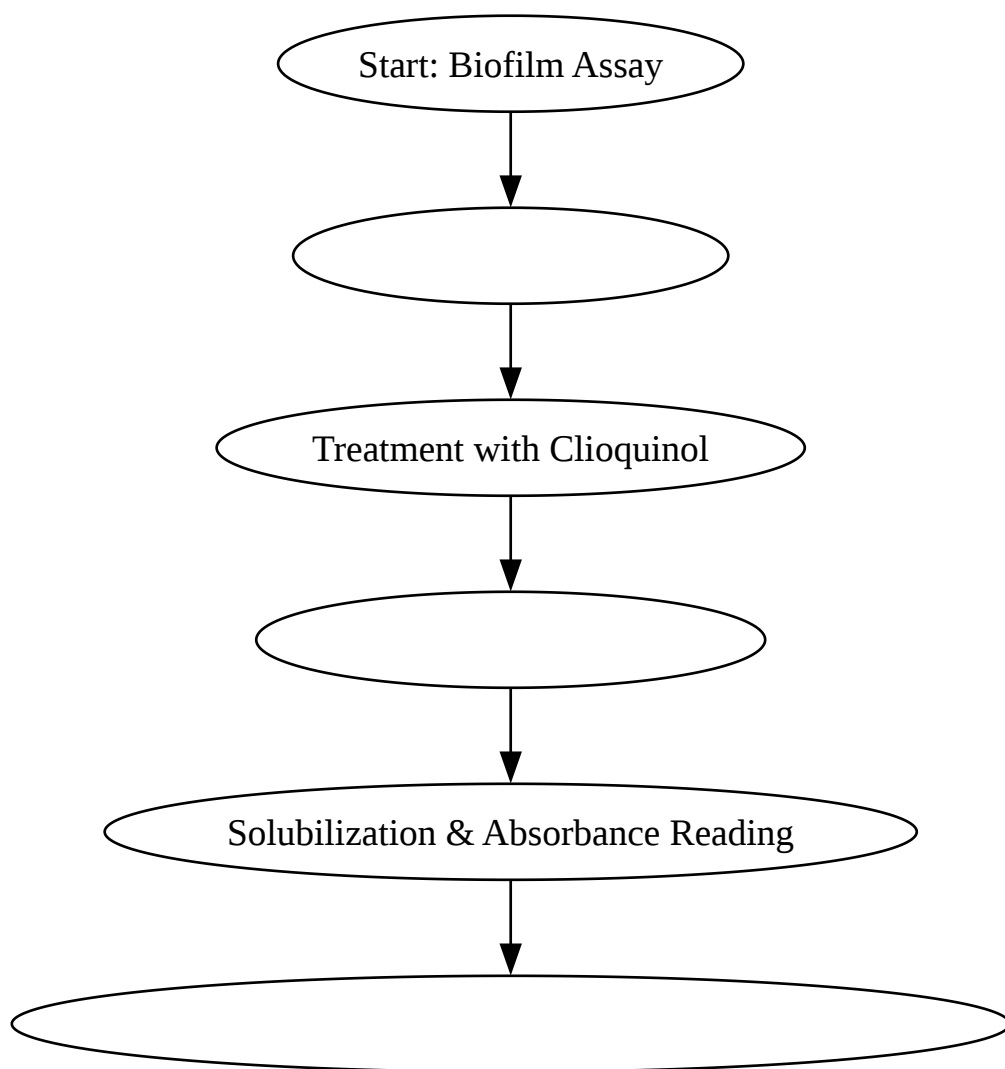 Start: Biofilm Assay
Treatment with Clioquinol
Solubilization & Absorbance Reading